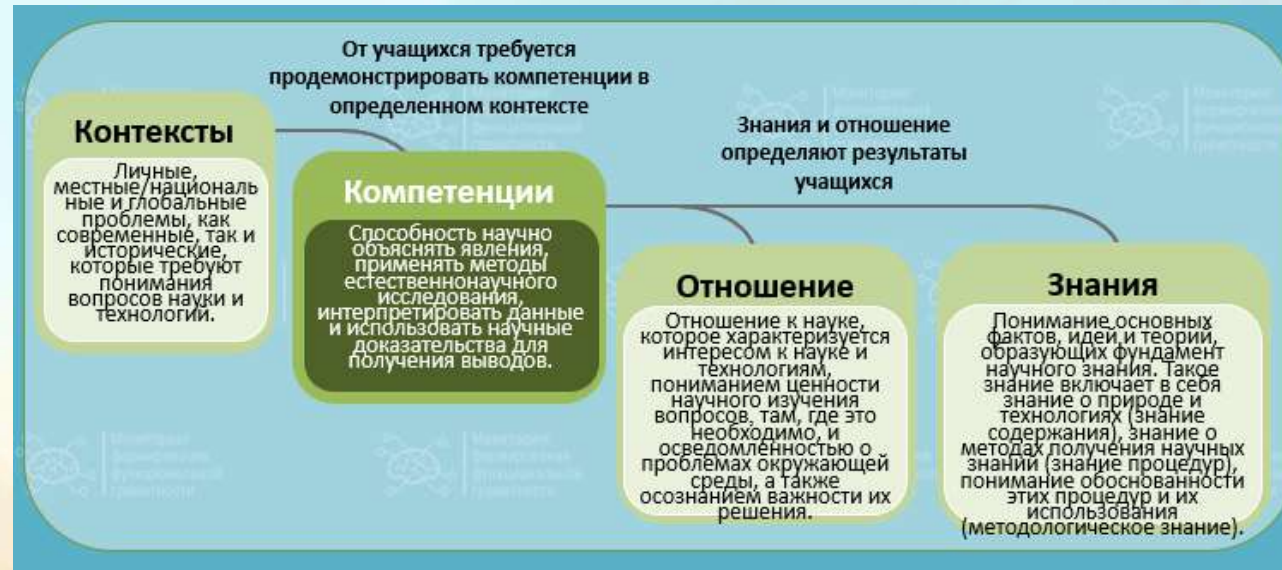 От учащихся требуется
продемонстрировать компетенции в
определенном контексте
Контексты
Личные,
местные/националь
ные и глобальные
проблемы, как
современные, так и
исторические,
которые требуют
понимания
вопросов науки и
технологий.
Компетенции
Способность научно
объяснять явления,
применять методы
естественнонаучного
исследования,
интерпретировать данные
и использовать научные
доказательства для
получения выводов.
Знания и отношение
определяют результаты
учащихся
Отношение
Отношение к науке,
которое характеризуется
интересом к науке и
технологиям,
пониманием ценности
научного изучения
вопросов, там, где это
необходимо, и
осведомленностью о
проблемах окружающей
среды, а также
осознанием важности их
решения.
Знания
Понимание основных
фактов, идей и теорий,
образующих фундамент
научного знания. Такое
знание включает в себя
знание о природе и
технологиях (знание
содержания), знание о
методах получения научных
знаний (знание процедур),
понимание обоснованности
этих процедур и их
использования
(методологическое знание).